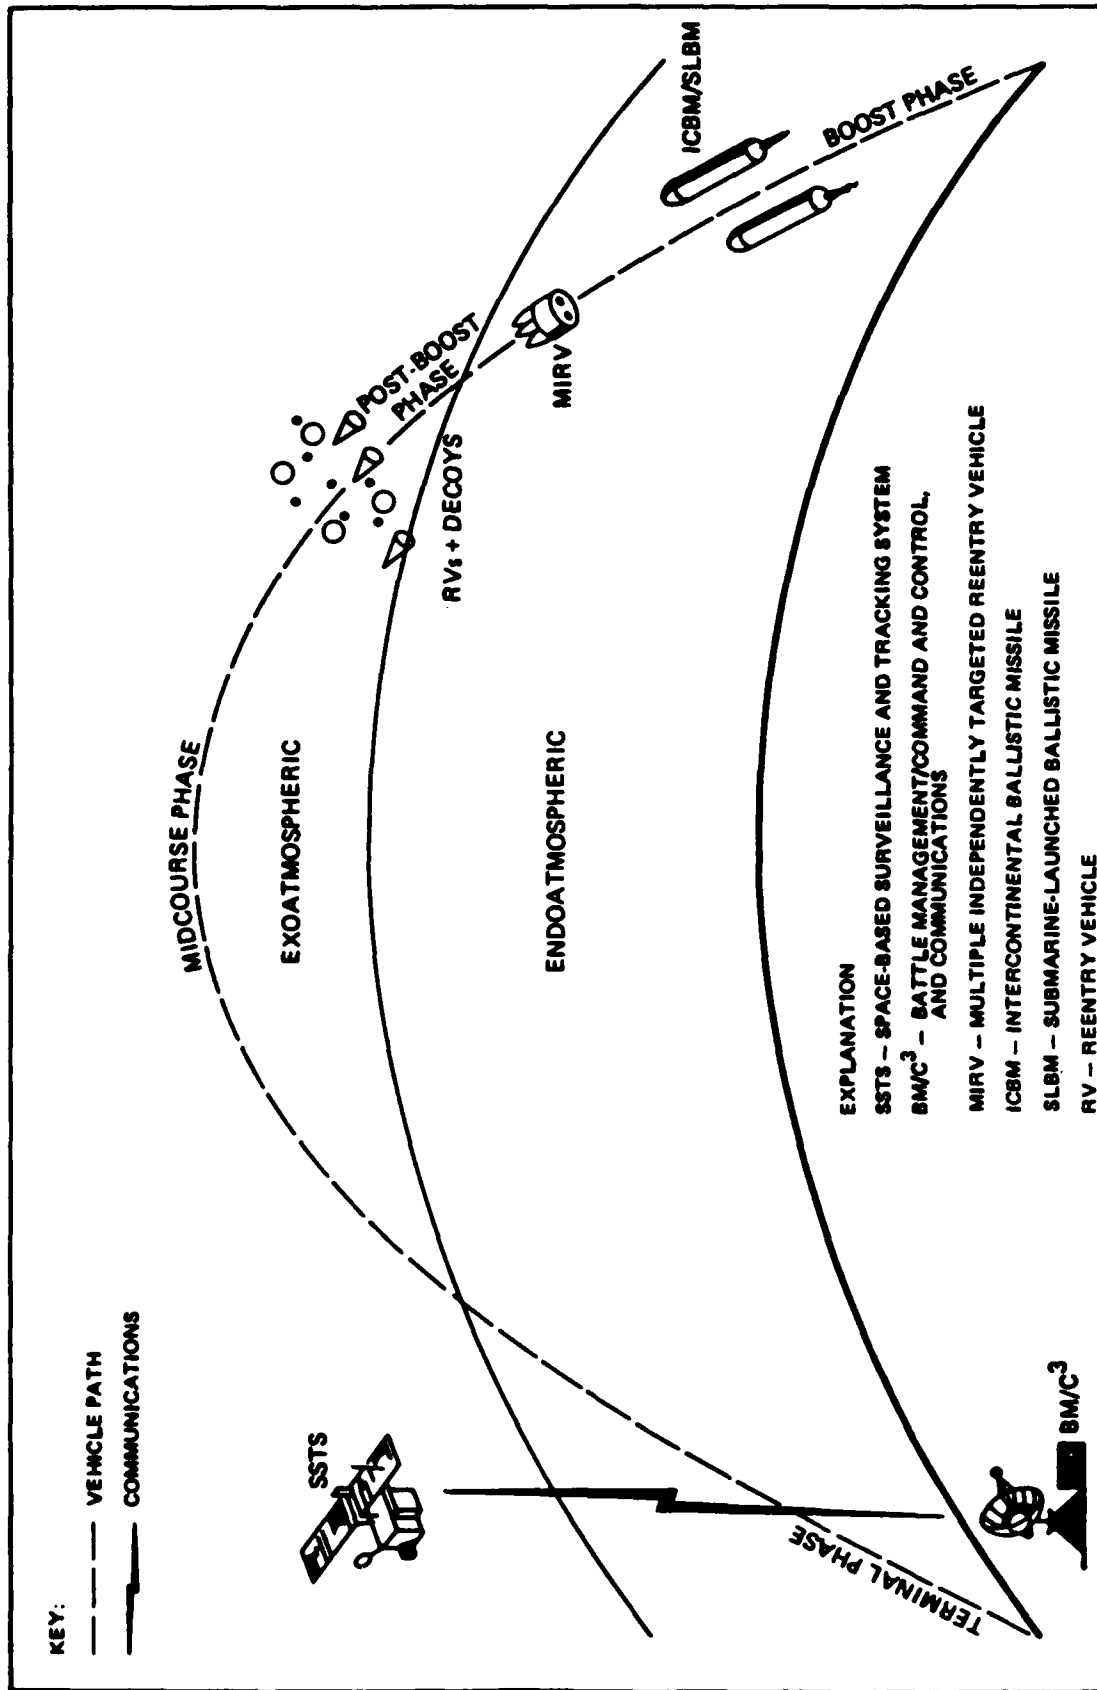 KEY:
VEHICLE PATH
COMMUNICATIONS
SSTS
MIDCOURSE PHASE
EXOATMOSPHERIC
ENDOATMOSPHERIC
POST-BOOST
PHASE
RVs + DECOYS
MIRV
ICBM/SLBM
BOOST PHASE
TERMINAL PHASE
BM/C³
EXPLANATION
SSTS – SPACE-BASED SURVEILLANCE AND TRACKING SYSTEM
BM/C³ – BATTLE MANAGEMENT/COMMAND AND CONTROL,
AND COMMUNICATIONS
MIRV – MULTIPLE INDEPENDENTLY TARGETED REENTRY VEHICLE
ICBM – INTERCONTINENTAL BALLISTIC MISSILE
SLBM – SUBMARINE-LAUNCHED BALLISTIC MISSILE
RV – REENTRY VEHICLE